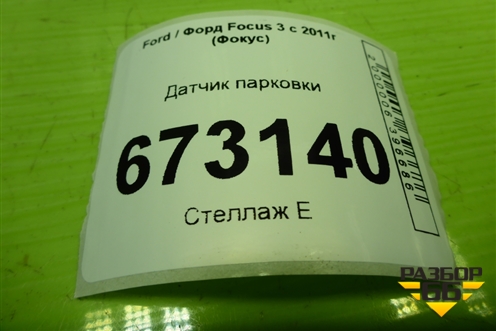 Ford / Форд Focus 3 с 2011г
(Фокус)
Датчик парковки
673140
Стеллаж Е
РАЗБОР
66